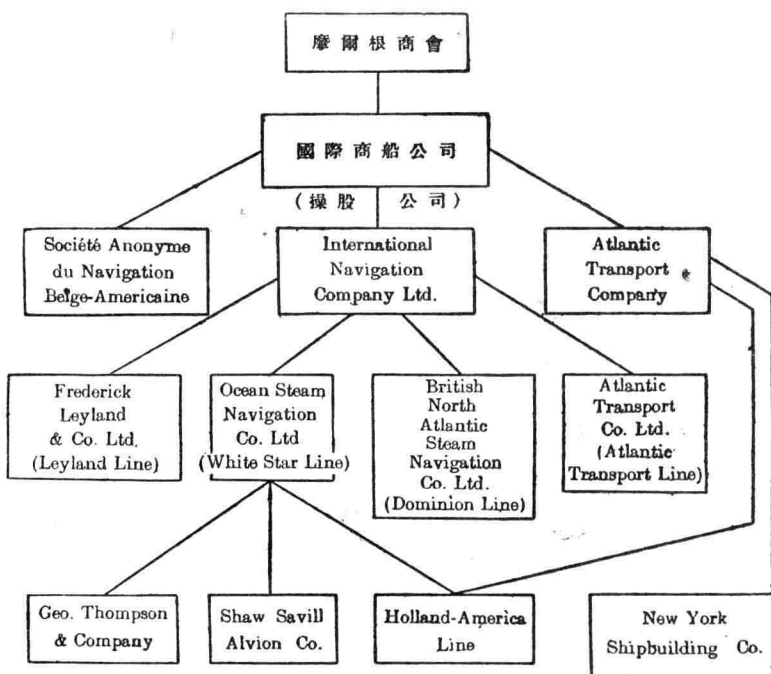 摩爾根商會
國際商船公司
(操股公司)
Société Anonyme
du Navigation
Belge-Americaine
International
Navigation
Company Ltd.
Atlantic
Transport
Company
Frederick
Leyland
& Co. Ltd.
(Leyland Line)
Ocean Steam
Navigation
Co. Ltd
(White Star Line)
British
North
Atlantic
Steam
Navigation
Co. Ltd.
(Dominion Line)
Atlantic
Transport
Co. Ltd.
(Atlantic
Transport Line)
Geo. Thompson
& Company
Shaw Savill
Alvion Co.
Holland-America
Line
New York
Shipbuilding Co.